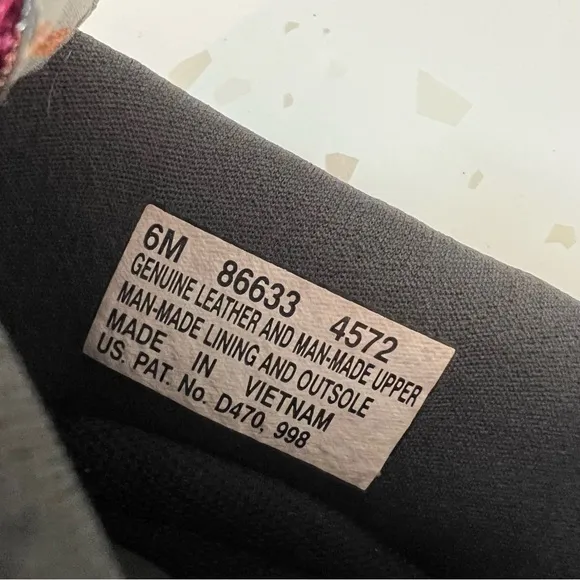 6M 86633 4572
GENUINE LEATHER AND MAN-MADE UPPER
MAN-MADE LINING AND OUTSOLE
MADE IN VIETNAM
US. PAT. No. D470, 998